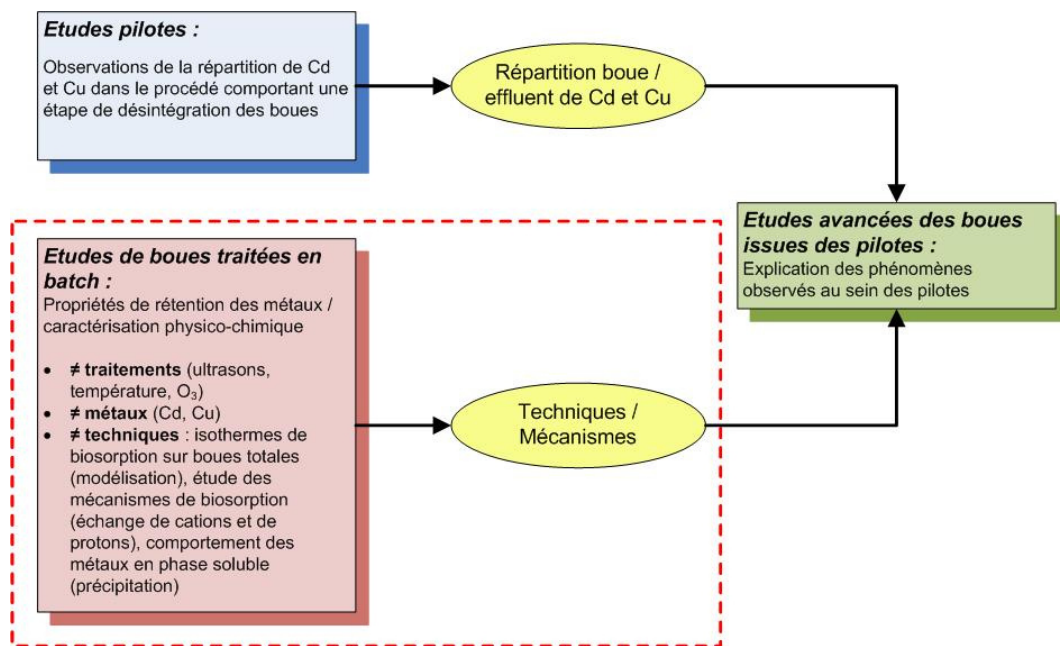 Etudes pilotes :
Observations de la répartition de Cd
et Cu dans le procédé comportant une
étape de désintégration des boues
Répartition boue /
effluent de Cd et Cu
Etudes avancées des boues
issues des pilotes :
Explication des phénomènes
observés au sein des pilotes
Etudes de boues traitées en
batch :
Propriétés de rétention des métaux /
caractérisation physico-chimique
• ≠ traitements (ultrasons,
température, O₃)
• ≠ métaux (Cd, Cu)
• ≠ techniques : isothermes de
biosorption sur boues totales
(modélisation), étude des
mécanismes de biosorption
(échange de cations et de
protons), comportement des
métaux en phase soluble
(précipitation)
Techniques /
Mécanismes